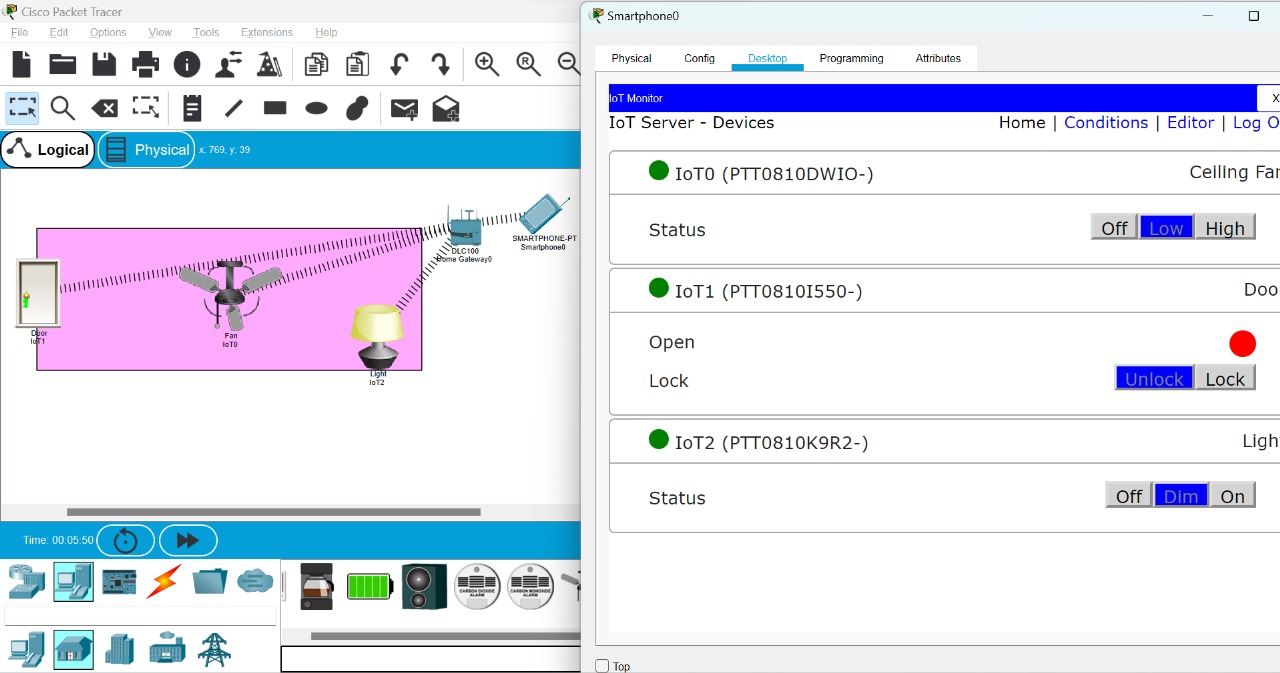 Cisco Packet Tracer
File Edit Options View Tools Extensions Help
Logical
Physical
x: 769, y: 39
Door
IoT1
Fan
IoT0
Light
IoT2
DLC100
Home Gateway0
SMARTPHONE-PT
Smartphone0
Time: 00:05:50
CARBON DIOXIDE
ALARM
CARBON MONOXIDE
ALARM
Smartphone0
Physical Config Desktop Programming Attributes
IoT Monitor
X
IoT Server - Devices
Home | Conditions | Editor | Log O
IoT0 (PTT0810DWIO-)
Ceiling Fan
Status
Off Low High
IoT1 (PTT0810I550-)
Doo
Open
Lock
Unlock Lock
IoT2 (PTT0810K9R2-)
Light
Status
Off Dim On
Top